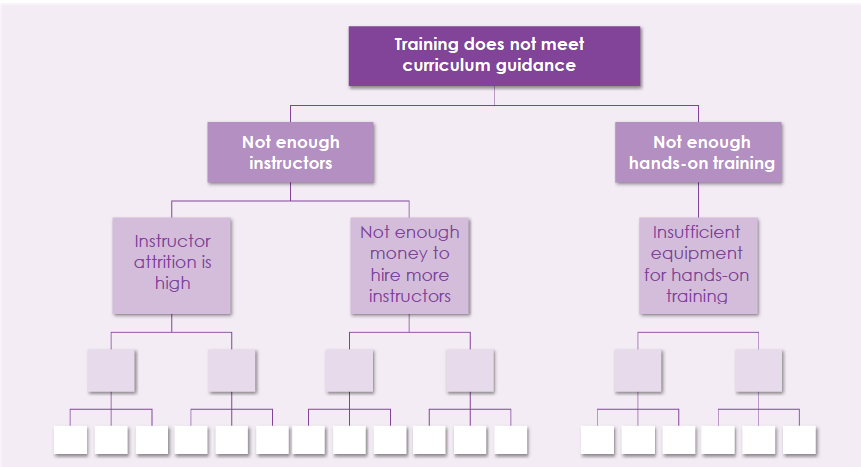 Training does not meet
curriculum guidance
Not enough
instructors
Not enough
hands-on training
Instructor
attrition is
high
Not enough
money to
hire more
instructors
Insufficient
equipment
for hands-on
training